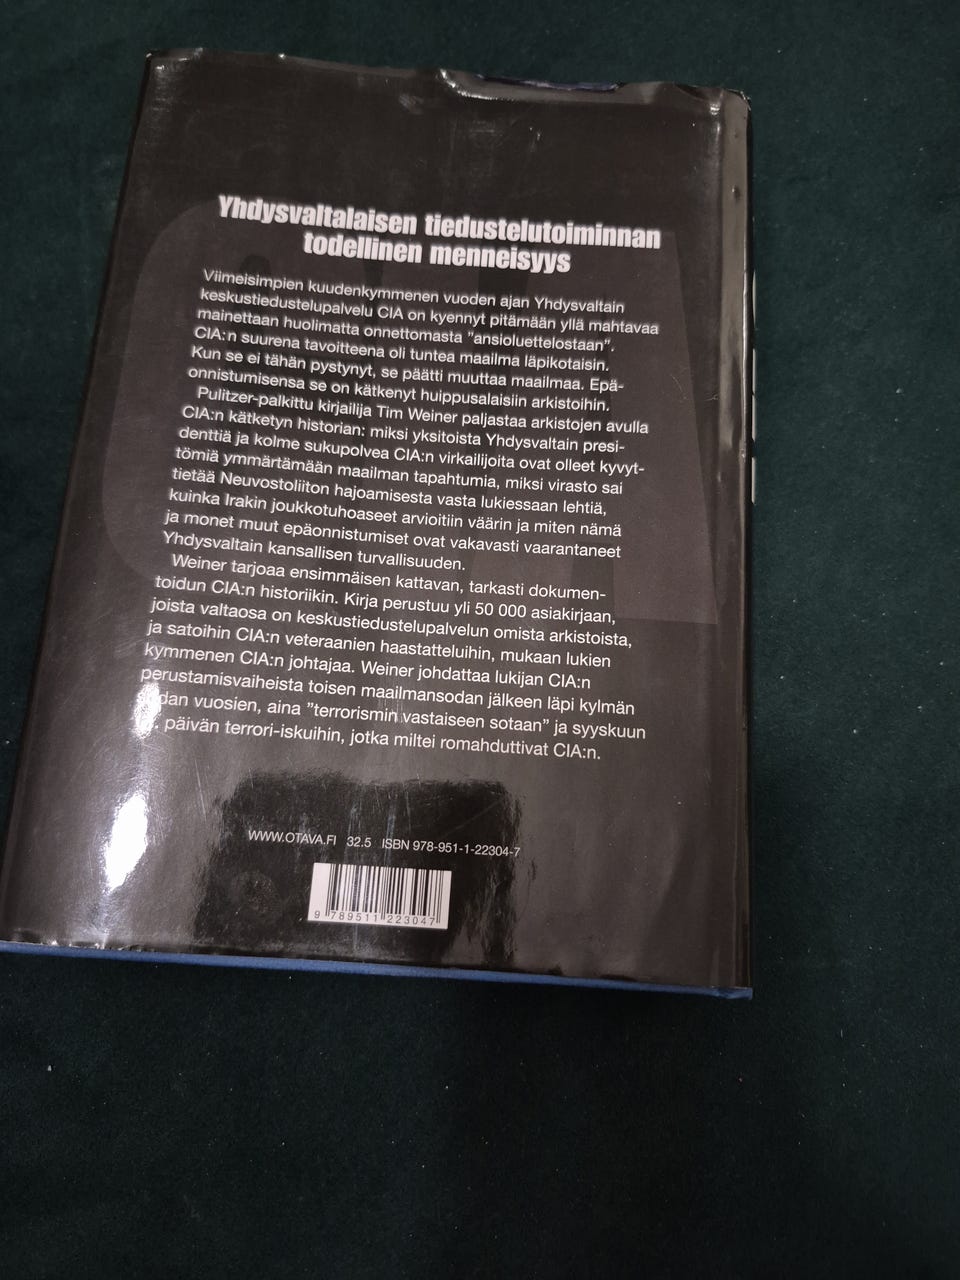 Yhdysvaltalaisen tiedustelutoiminnan
todellinen menneisyys
Viimeisimpien kuudenkymmenen vuoden ajan Yhdysvaltain
keskustiedustelupalvelu CIA on kyennyt pitämään yllä mahtavaa
mainettaan huolimatta onnettomasta "ansioluettelostaan".
CIA:n suurena tavoitteena oli tuntea maailma läpikotaisin.
Kun se ei tähän pystynyt, se päätti muuttaa maailmaa. Epä-
onnistumisensa se on kätkenyt huippusalaisiin arkistoihin.
Pulitzer-palkittu kirjailija Tim Weiner paljastaa arkistojen avulla
CIA:n kätketyn historian: miksi yksitoista Yhdysvaltain presi-
denttiä ja kolme sukupolvea CIA:n virkailijoita ovat olleet kyvyt-
tömiä ymmärtämään maailman tapahtumia, miksi virasto sai
tietää Neuvostoliiton hajoamisesta vasta lukiessaan lehtiä,
kuinka Irakin joukkotuhoaseet arvioitiin väärin ja miten nämä
ja monet muut epäonnistumiset ovat vakavasti vaarantaneet
Yhdysvaltain kansallisen turvallisuuden.
Weiner tarjoaa ensimmäisen kattavan, tarkasti dokumen-
toidun CIA:n historiikin. Kirja perustuu yli 50 000 asiakirjaan,
joista valtaosa on keskustiedustelupalvelun omista arkistoista,
ja satoihin CIA:n veteraanien haastatteluihin, mukaan lukien
kymmenen CIA:n johtajaa. Weiner johdattaa lukijan CIA:n
perustamisvaiheista toisen maailmansodan jälkeen läpi kylmän
vuosien, aina "terrorismin vastaiseen sotaan" ja syyskuun
päivän terrori-iskuihin, jotka miltei romahduttivat CIA:n.
WWW.OTAVA.FI 32.5 ISBN 978-951-1-22304-7
9 789511 223047